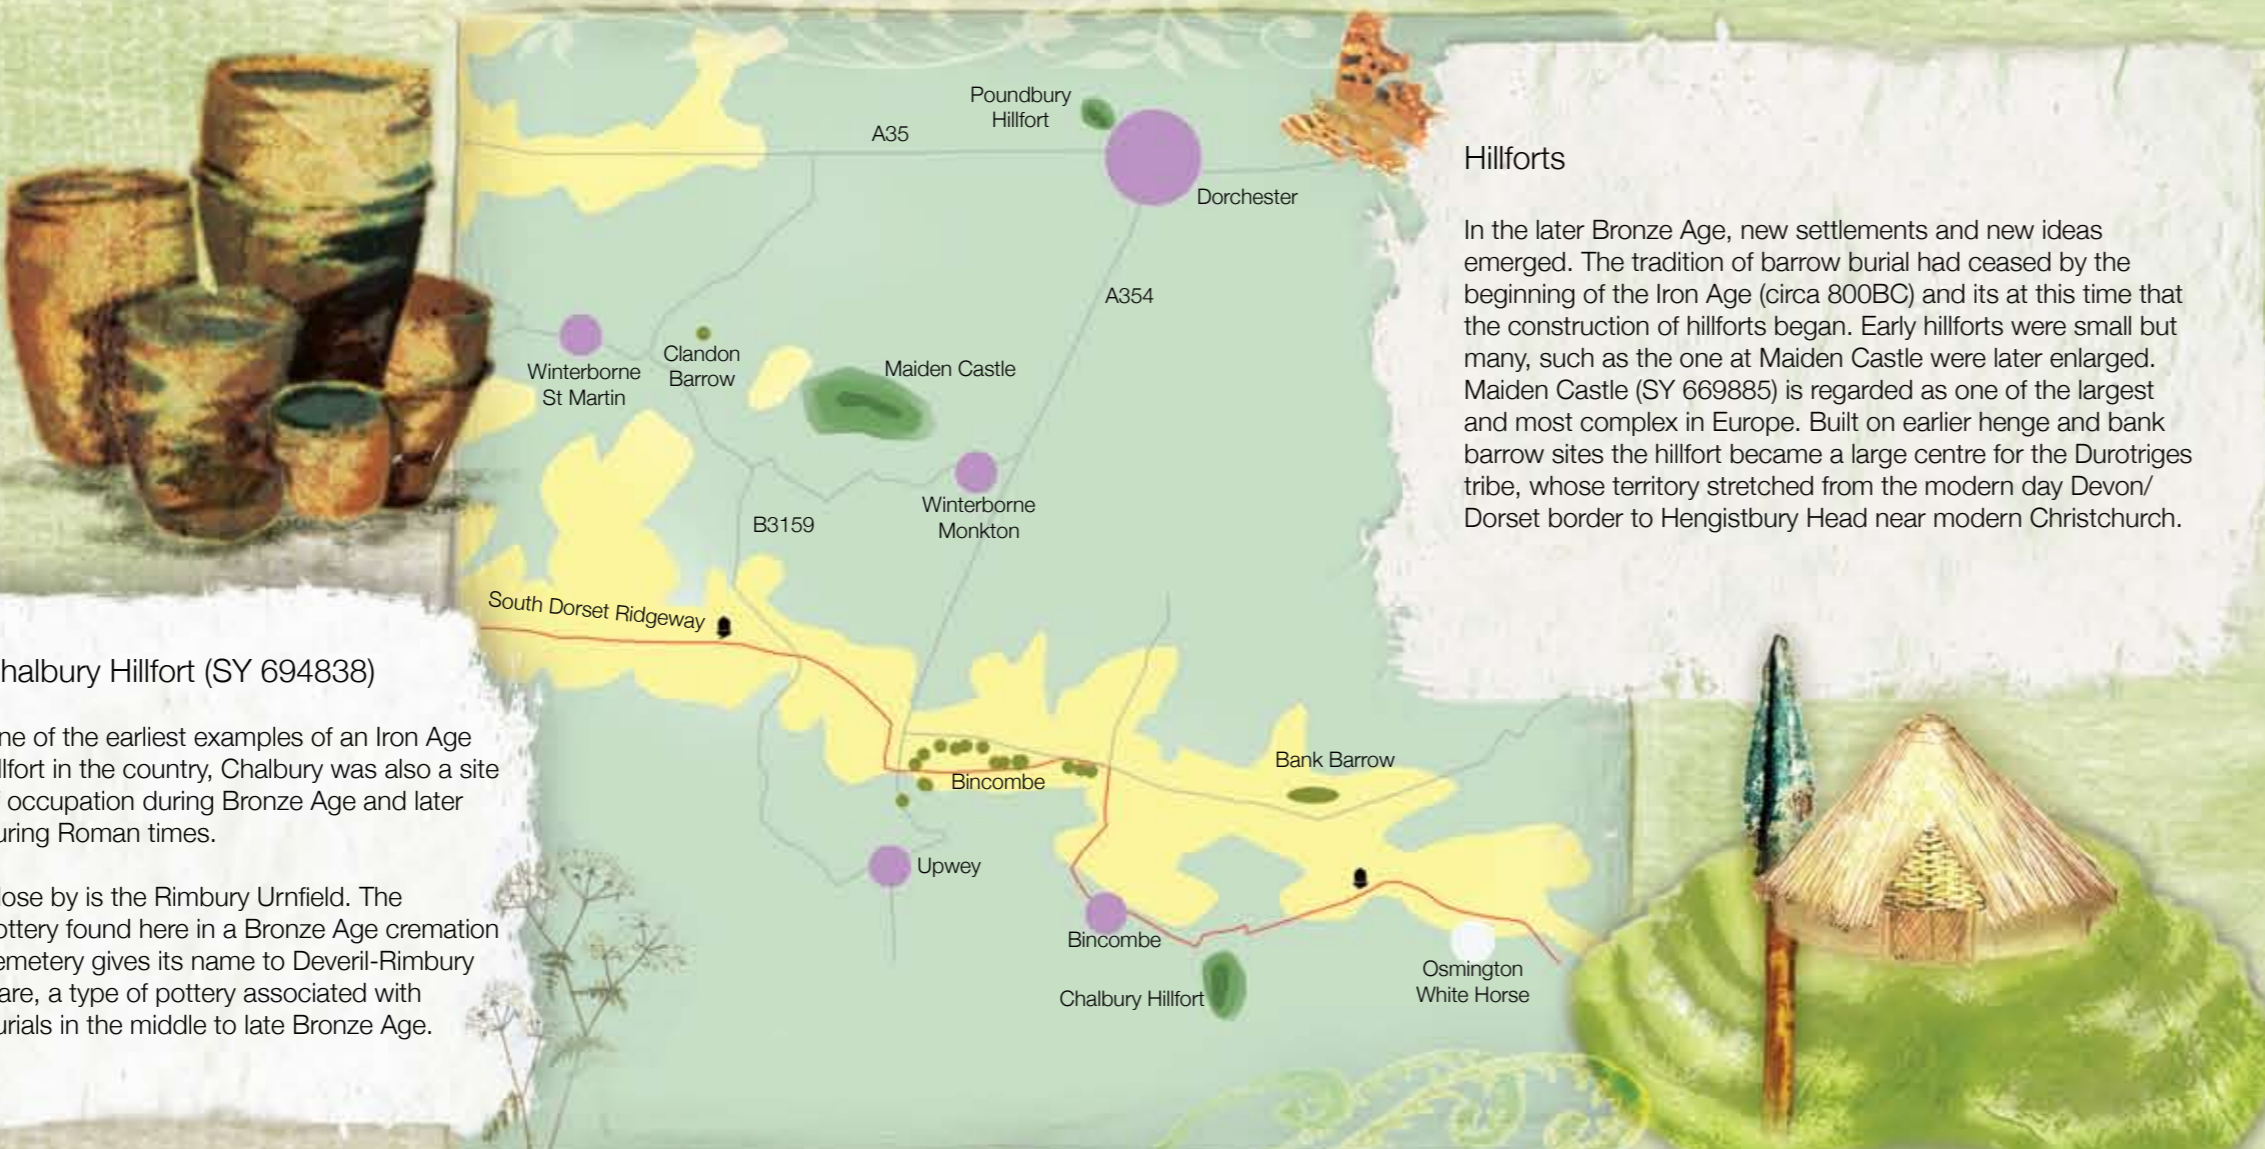 Poundbury
Hillfort
A35
Dorchester
A354
Winterborne
St Martin
Clandon
Barrow
Maiden Castle
Winterborne
Monkton
B3159
South Dorset Ridgeway
Bincombe
Bank Barrow
Upwey
Bincombe
Chalbury Hillfort
Osmington
White Horse
Hillforts
In the later Bronze Age, new settlements and new ideas
emerged. The tradition of barrow burial had ceased by the
beginning of the Iron Age (circa 800BC) and its at this time that
the construction of hillforts began. Early hillforts were small but
many, such as the one at Maiden Castle were later enlarged.
Maiden Castle (SY 669885) is regarded as one of the largest
and most complex in Europe. Built on earlier henge and bank
barrow sites the hillfort became a large centre for the Durotriges
tribe, whose territory stretched from the modern day Devon/
Dorset border to Hengistbury Head near modern Christchurch.
halbury Hillfort (SY 694838)
ne of the earliest examples of an Iron Age
llfort in the country, Chalbury was also a site
f occupation during Bronze Age and later
uring Roman times.
lose by is the Rimbury Urnfield. The
ottery found here in a Bronze Age cremation
emetery gives its name to Deveril-Rimbury
are, a type of pottery associated with
urials in the middle to late Bronze Age.